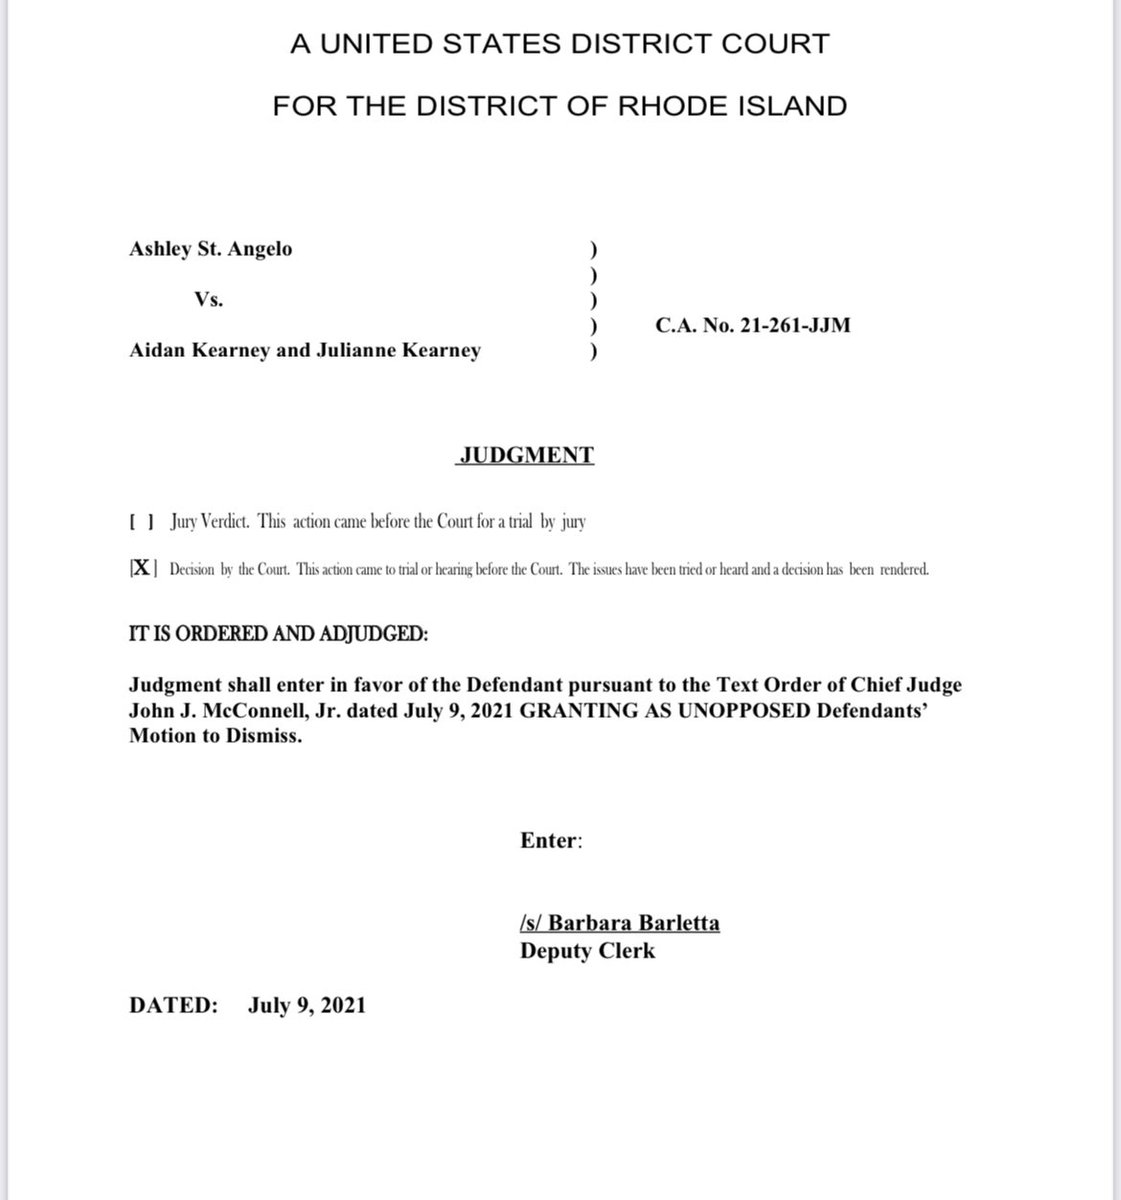 A UNITED STATES DISTRICT COURT
FOR THE DISTRICT OF RHODE ISLAND
Ashley St. Angelo )
)
Vs. )
) C.A. No. 21-261-JJM
Aidan Kearney and Julianne Kearney )
JUDGMENT
[ ] Jury Verdict. This action came before the Court for a trial by jury
[X] Decision by the Court. This action came to trial or hearing before the Court. The issues have been tried or heard and a decision has been rendered.
IT IS ORDERED AND ADJUDGED:
Judgment shall enter in favor of the Defendant pursuant to the Text Order of Chief Judge
John J. McConnell, Jr. dated July 9, 2021 GRANTING AS UNOPPOSED Defendants’
Motion to Dismiss.
Enter:
/s/ Barbara Barletta
Deputy Clerk
DATED: July 9, 2021